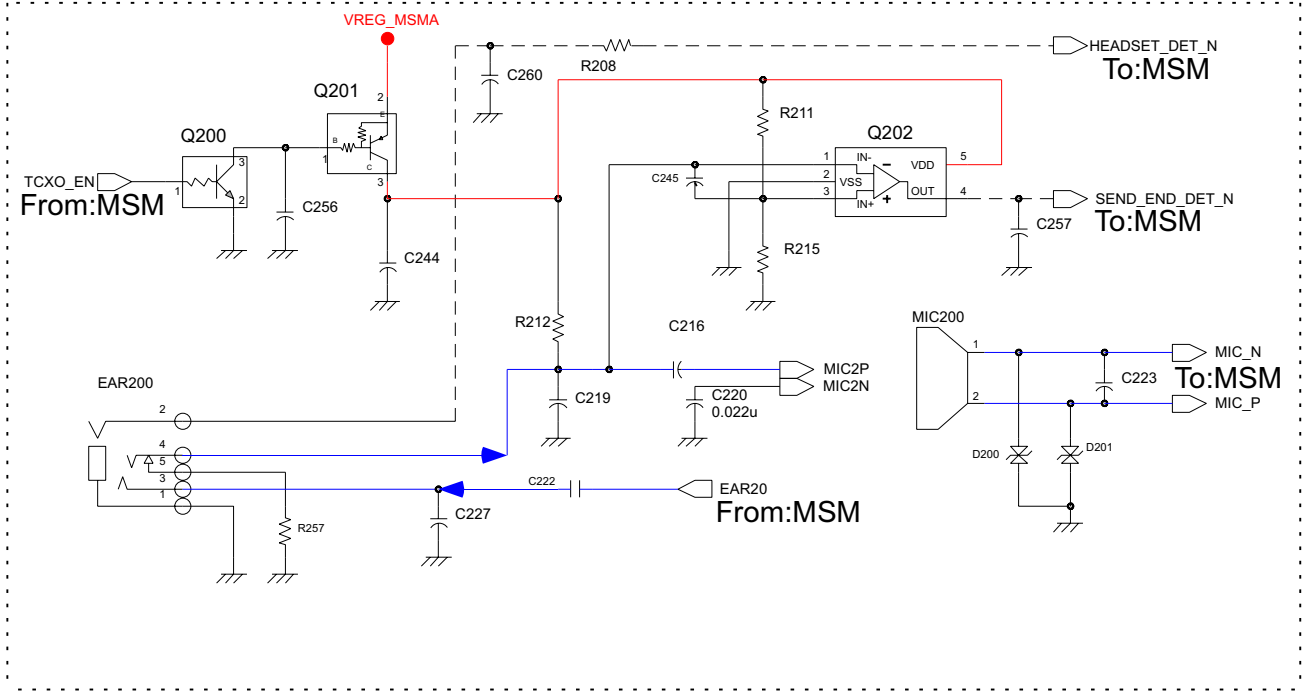 VREG_MSMA
HEADSET_DET_N
To:MSM
C260
R208
Q201
2
E
B
1
C
3
Q200
3
1
2
TCXO_EN
From:MSM
C256
C244
R211
Q202
1
IN-
VDD
5
2
VSS
3
IN+
OUT
4
C245
SEND_END_DET_N
To:MSM
C257
R215
R212
C216
MIC2P
MIC2N
C219
C220
0.022u
MIC200
1
2
MIC_N
To:MSM
MIC_P
C223
D200
D201
EAR200
2
4
5
3
1
R257
C227
C222
EAR20
From:MSM